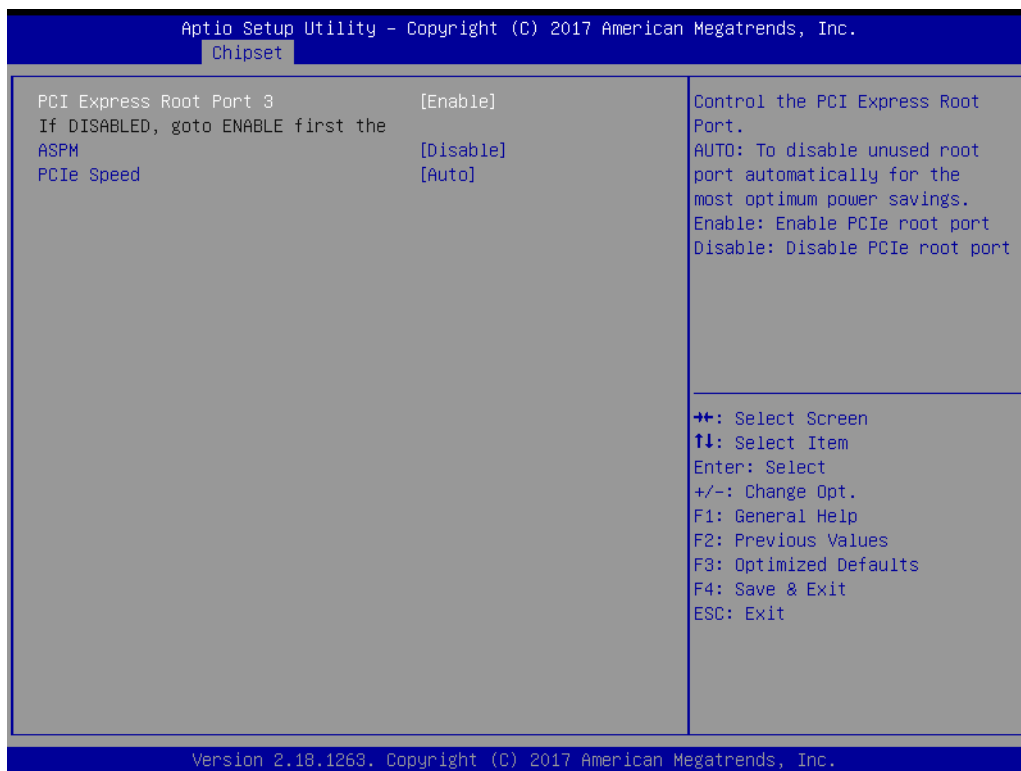 Aptio Setup Utility – Copyright (C) 2017 American Megatrends, Inc.
Chipset
PCI Express Root Port 3 [Enable]
If DISABLED, goto ENABLE first the
ASPM [Disable]
PCIe Speed [Auto]
Control the PCI Express Root
Port.
AUTO: To disable unused root
port automatically for the
most optimum power savings.
Enable: Enable PCIe root port
Disable: Disable PCIe root port
→←: Select Screen
↑↓: Select Item
Enter: Select
+/-: Change Opt.
F1: General Help
F2: Previous Values
F3: Optimized Defaults
F4: Save & Exit
ESC: Exit
Version 2.18.1263. Copyright (C) 2017 American Megatrends, Inc.